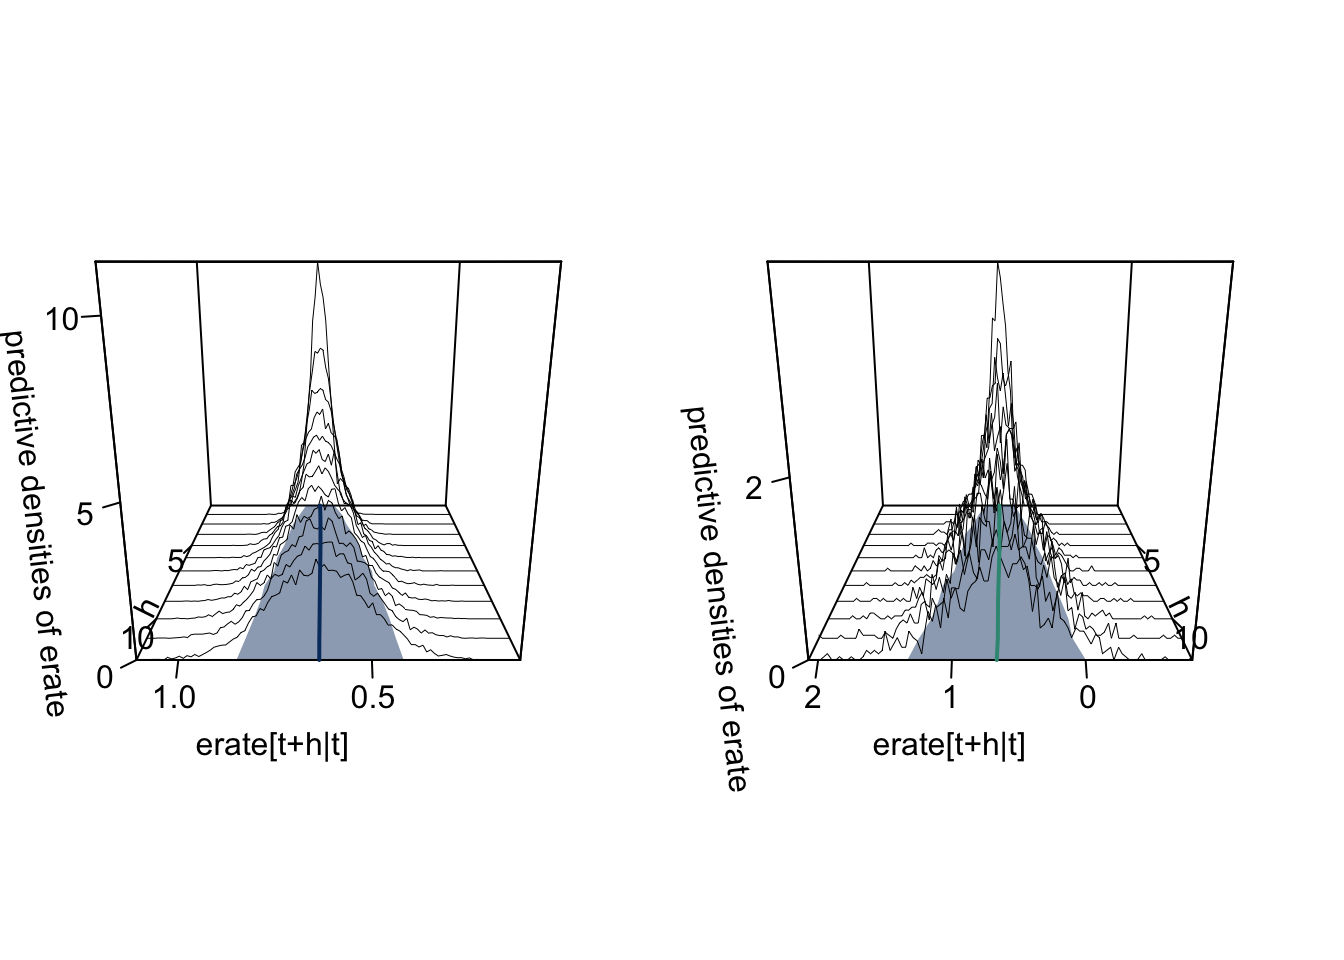 10
5
0
predictive densities of erate
5
h
10
1.0
0.5
erate[t+h|t]
2
0
predictive densities of erate
5
h
10
2
1
0
erate[t+h|t]